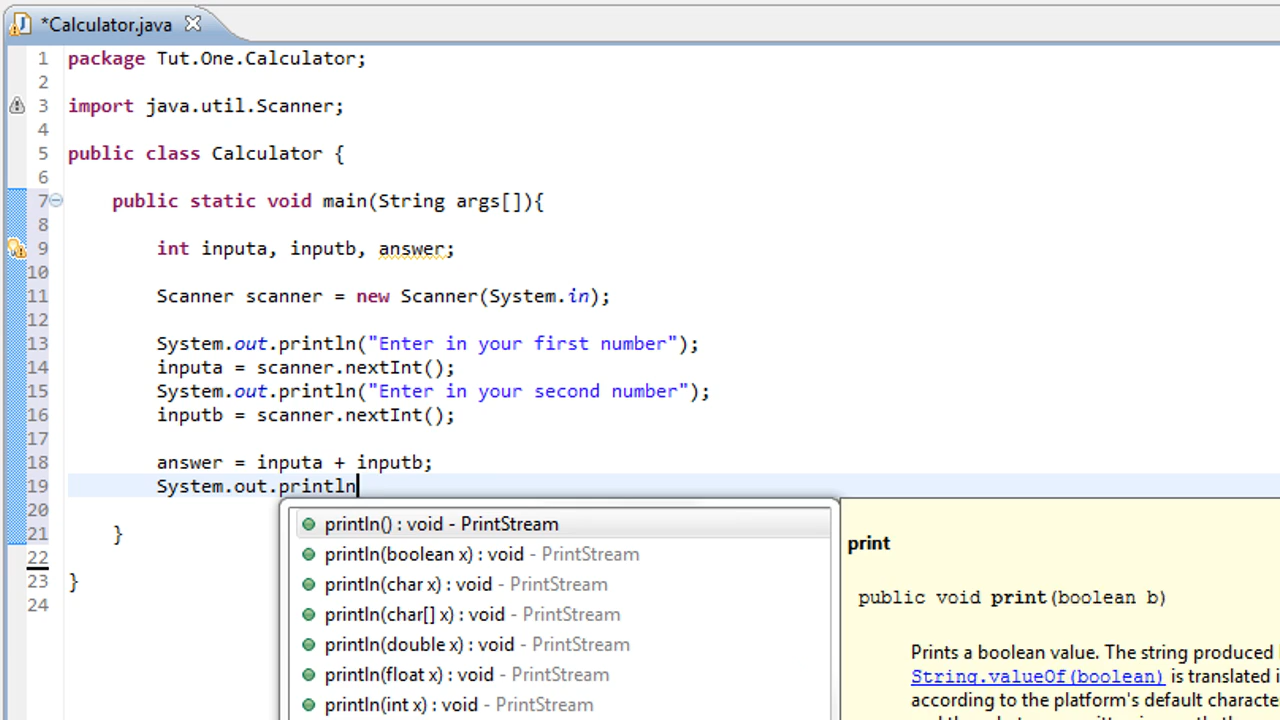 *Calculator.java
1 package Tut.One.Calculator;
2
3 import java.util.Scanner;
4
5 public class Calculator {
6
7 public static void main(String args[]){
8
9 int inputa, inputb, answer;
10
11 Scanner scanner = new Scanner(System.in);
12
13 System.out.println("Enter in your first number");
14 inputa = scanner.nextInt();
15 System.out.println("Enter in your second number");
16 inputb = scanner.nextInt();
17
18 answer = inputa + inputb;
19 System.out.println
20
21 }
22
23 }
24
println() : void - PrintStream
println(boolean x) : void - PrintStream
println(char x) : void - PrintStream
println(char[] x) : void - PrintStream
println(double x) : void - PrintStream
println(float x) : void - PrintStream
println(int x) : void - PrintStream
print
public void print(boolean b)
Prints a boolean value. The string produced
String.valueOf(boolean) is translated i
according to the platform's default characte